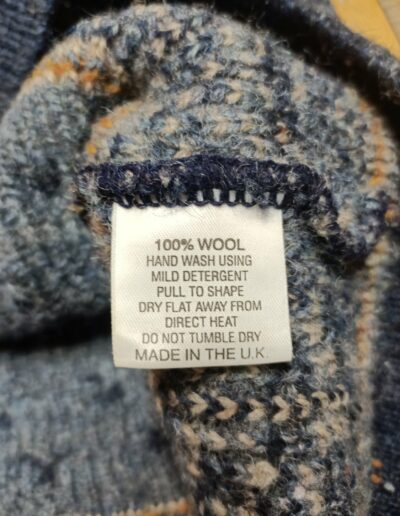 100% WOOL
HAND WASH USING
MILD DETERGENT
PULL TO SHAPE
DRY FLAT AWAY FROM
DIRECT HEAT
DO NOT TUMBLE DRY
MADE IN THE U.K.